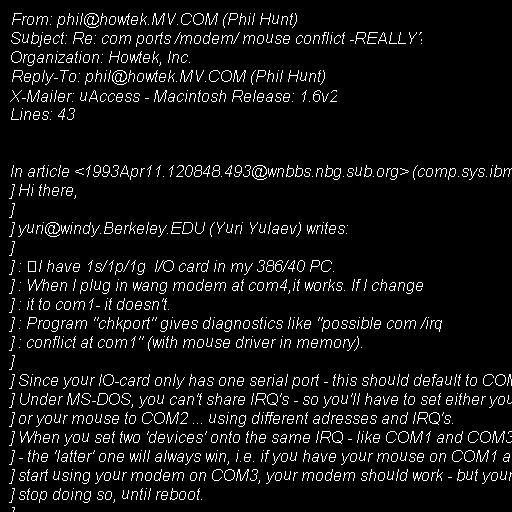 From: phil@howtek.MV.COM (Phil Hunt)
Subject: Re: com ports /modem/ mouse conflict -REALLY
Organization: Howtek, Inc.
Reply-To: phil@howtek.MV.COM (Phil Hunt)
X-Mailer: uAccess - Macintosh Release: 1.6v2
Lines: 43
In article <1993Apr11.120848.493@wnbbs.nbg.sub.org> (comp.sys.ibm
] Hi there,
]
] yuri@windy.Berkeley.EDU (Yuri Yulaev) writes:
]
] : I have 1s/1p/1g I/O card in my 386/40 PC.
] : When I plug in wang modem at com4,it works. If I change
] : it to com1- it doesn't.
] : Program "chkport" gives diagnostics like "possible com /irq
] : conflict at com1" (with mouse driver in memory).
]
] Since your IO-card only has one serial port - this should default to COM
] Under MS-DOS, you can't share IRQ's - so you'll have to set either you
] or your mouse to COM2 ... using different adresses and IRQ's.
] When you set two 'devices' onto the same IRQ - like COM1 and COM3
] - the 'latter' one will always win, i.e. if you have your mouse on COM1 a
] start using your modem on COM3, your modem should work - but your
] stop doing so, until reboot.
]